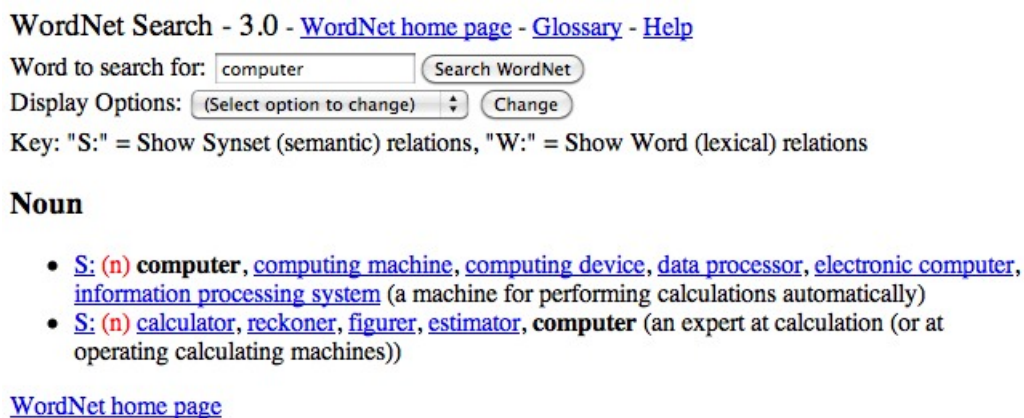 WordNet Search - 3.0 - WordNet home page - Glossary - Help
Word to search for: computer Search WordNet
Display Options: (Select option to change) Change
Key: "S:" = Show Synset (semantic) relations, "W:" = Show Word (lexical) relations
Noun
• S: (n) computer, computing machine, computing device, data processor, electronic computer,
information processing system (a machine for performing calculations automatically)
• S: (n) calculator, reckoner, figurer, estimator, computer (an expert at calculation (or at
operating calculating machines))
WordNet home page